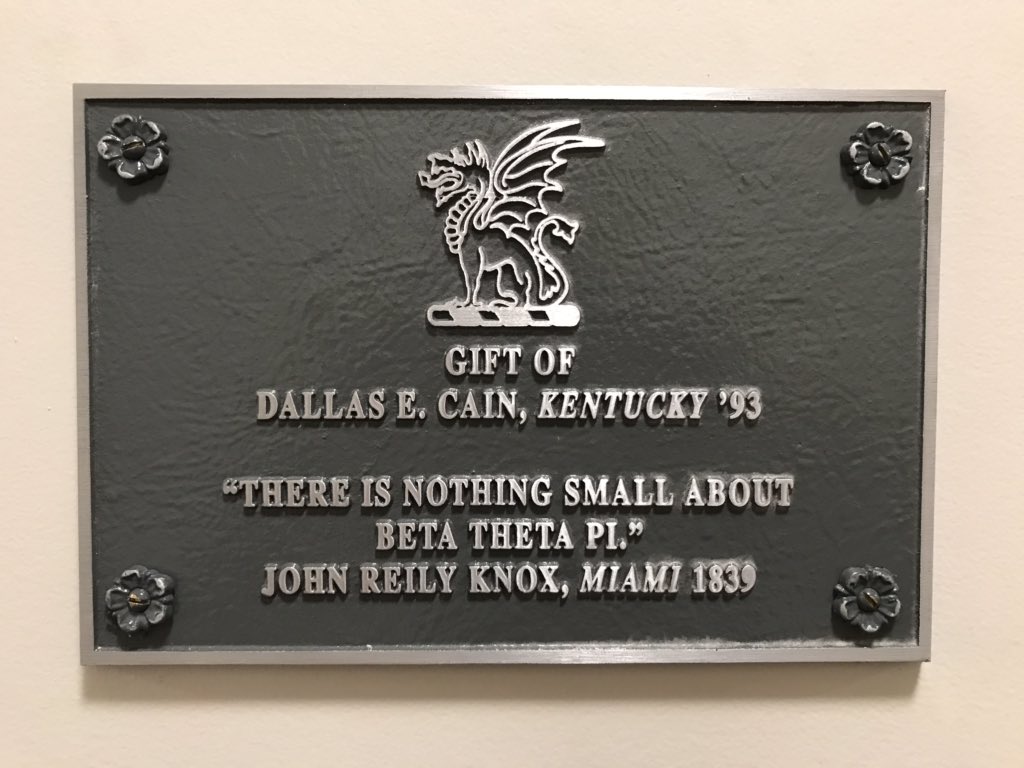 GIFT OF
DALLAS E. CAIN, KENTUCKY ’93
“THERE IS NOTHING SMALL ABOUT
BETA THETA PI.”
JOHN REILY KNOX, MIAMI 1839